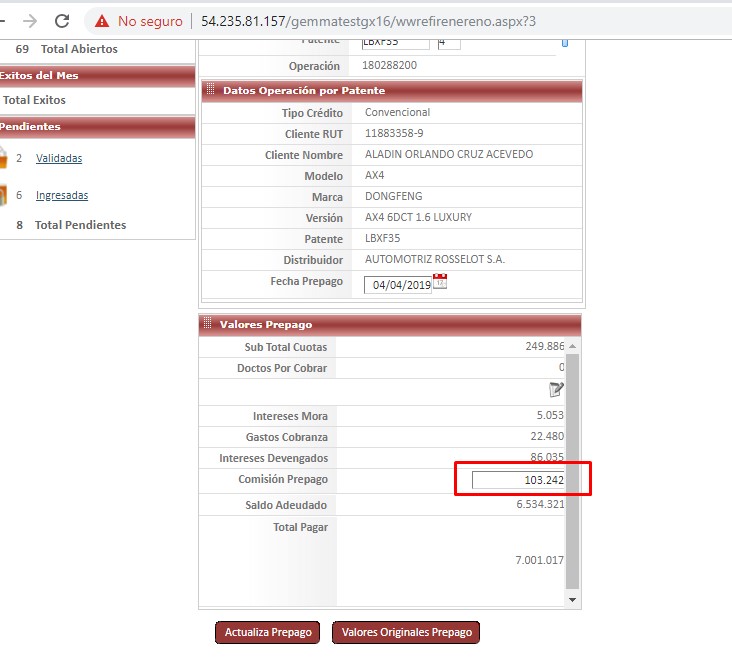 No seguro 54.235.81.157/gemmatestgx16/wwrefirenereno.aspx?3
69 Total Abiertos
Exitos del Mes
Total Exitos
Pendientes
2 Validadas
6 Ingresadas
8 Total Pendientes
Patente LBXF35 4
Operación 180288200
Datos Operación por Patente
Tipo Crédito Convencional
Cliente RUT 11883358-9
Cliente Nombre ALADIN ORLANDO CRUZ ACEVEDO
Modelo AX4
Marca DONGFENG
Versión AX4 6DCT 1.6 LUXURY
Patente LBXF35
Distribuidor AUTOMOTRIZ ROSSELOT S.A.
Fecha Prepago 04/04/2019
Valores Prepago
Sub Total Cuotas 249.886
Doctos Por Cobrar 0
Intereses Mora 5.053
Gastos Cobranza 22.480
Intereses Devengados 86.035
Comisión Prepago 103.242
Saldo Adeudado 6.534.321
Total Pagar 7.001.017
Actualiza Prepago Valores Originales Prepago